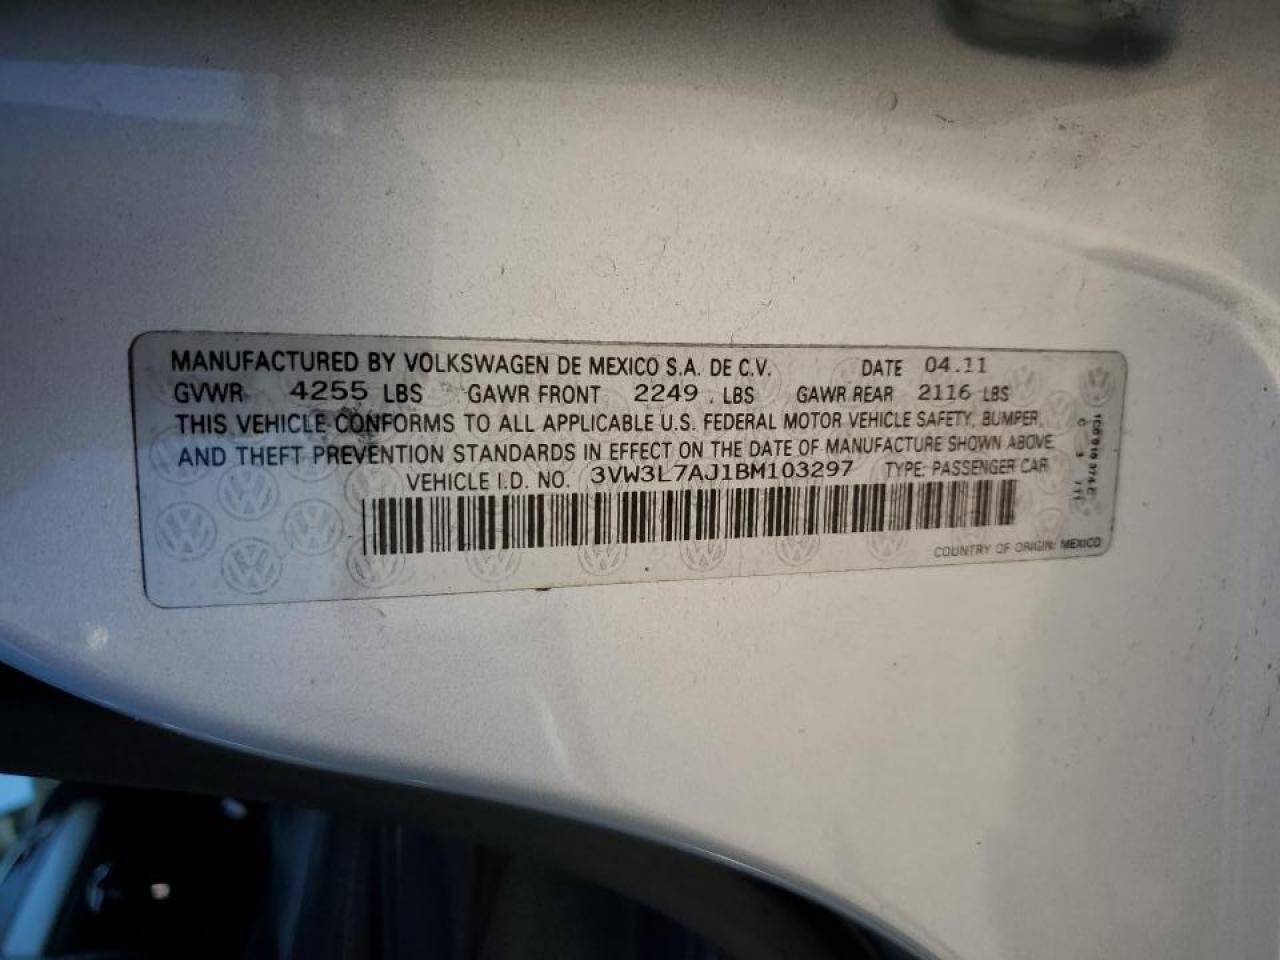 MANUFACTURED BY VOLKSWAGEN DE MEXICO S.A. DE C.V. DATE 04.11
GVWR 4255 LBS GAWR FRONT 2249 . LBS GAWR REAR 2116 LBS
THIS VEHICLE CONFORMS TO ALL APPLICABLE U.S. FEDERAL MOTOR VEHICLE SAFETY, BUMPER,
AND THEFT PREVENTION STANDARDS IN EFFECT ON THE DATE OF MANUFACTURE SHOWN ABOVE
VEHICLE I.D. NO. 3VW3L7AJ1BM103297 TYPE: PASSENGER CAR
COUNTRY OF ORIGIN: MEXICO